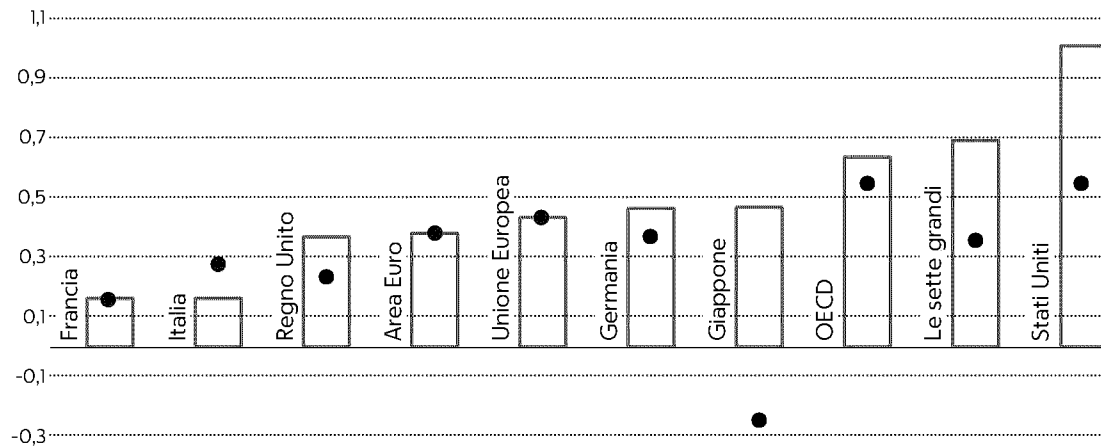 1,1
0,9
0,7
0,5
0,3
0,1
-0,1
-0,3
Francia
Italia
Regno Unito
Area Euro
Unione Europea
Germania
Giappone
OECD
Le sette grandi
Stati Uniti